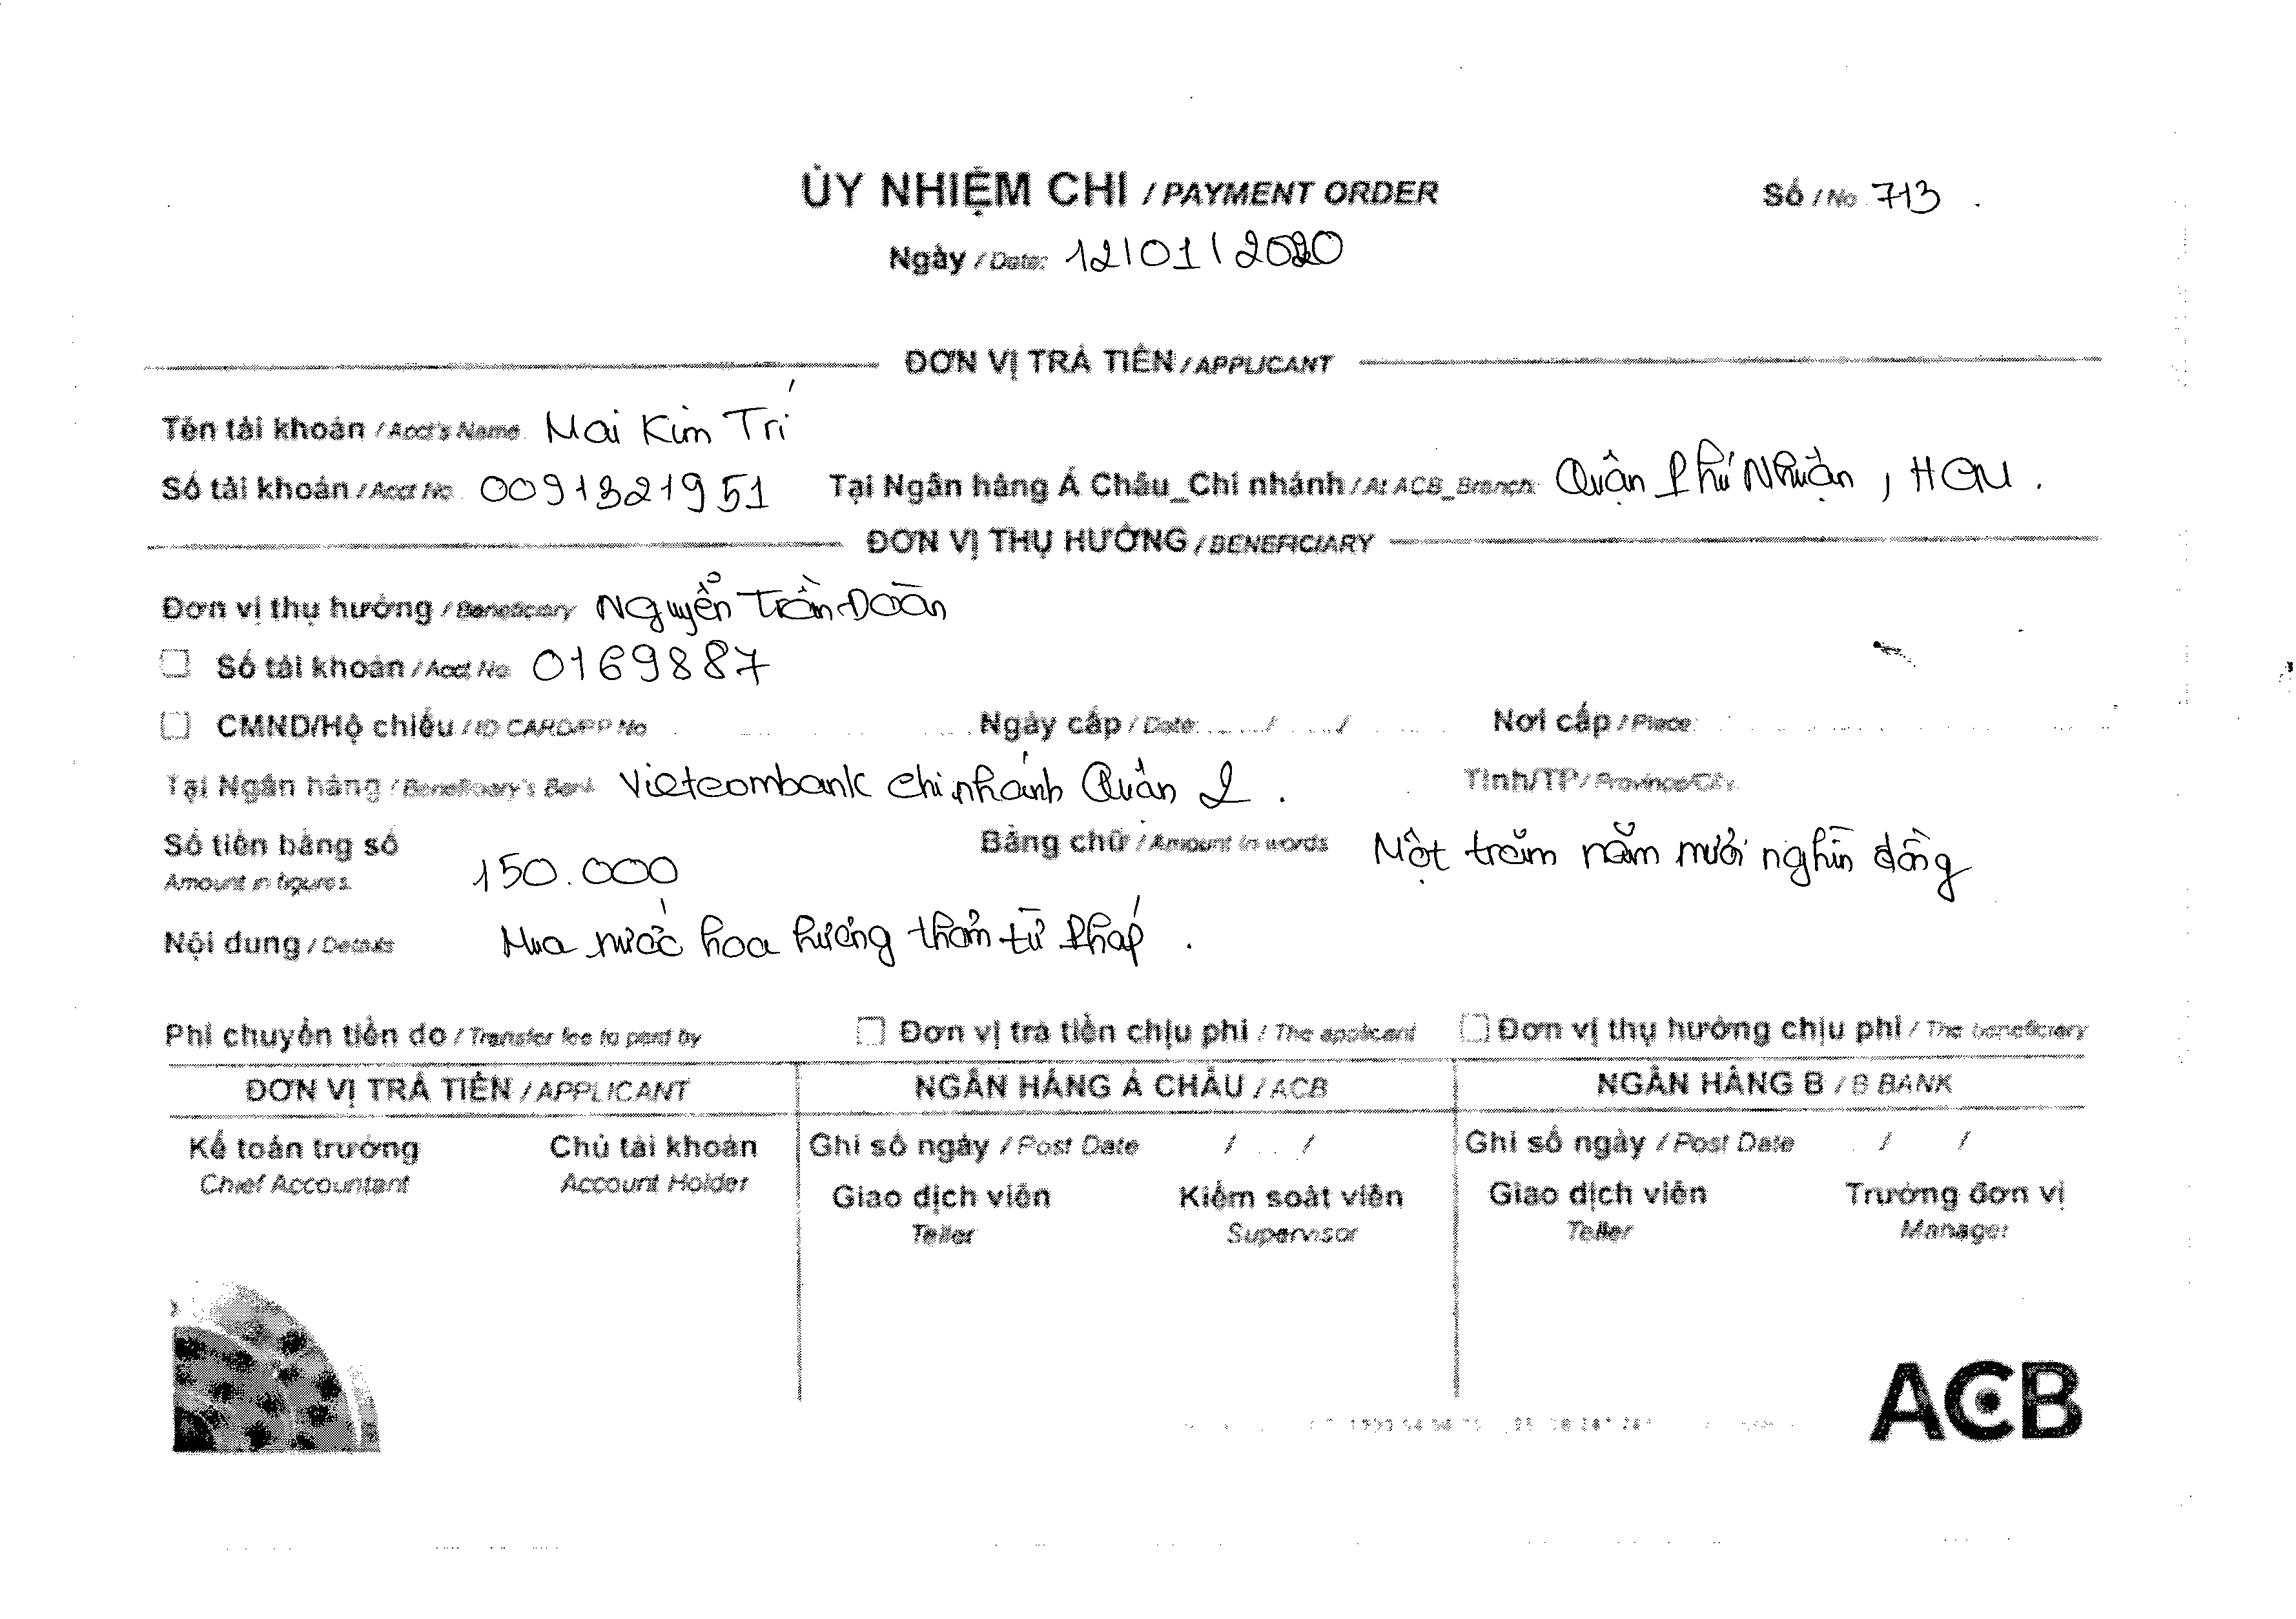 ỦY NHIỆM CHI / PAYMENT ORDER
Số / No 713 .
Ngày / Date: 12/01/2020
ĐƠN VỊ TRẢ TIỀN / APPLICANT
Tên tài khoản / Acct's Name Mai Kim Trí
Số tài khoản / Acct No. 0091321951 Tại Ngân hàng Á Châu_Chi nhánh / At ACB_Branch: Quận Phú Nhuận , HCM .
ĐƠN VỊ THỤ HƯỞNG / BENEFICIARY
Đơn vị thụ hưởng / Beneficiary Nguyễn Trần Doãn
Số tài khoản / Acct No 0169887
CMND/Hộ chiếu / ID CARD/PP No Ngày cấp / Date: / / Nơi cấp / Place:
Tại Ngân hàng / Beneficiary's Bank Vietcombank chi nhánh Quận 2 . Tỉnh/TP / Province/City
Số tiền bằng số 150.000 Bằng chữ / Amount in words Một trăm năm mươi nghìn đồng
Amount in figures
Nội dung / Details Mua nước hoa hương thơm từ Pháp .
Phí chuyển tiền do / Transfer fee to paid by Đơn vị trả tiền chịu phí / The applicant Đơn vị thụ hưởng chịu phí / The beneficiary
ĐƠN VỊ TRẢ TIỀN / APPLICANT NGÂN HÀNG Á CHÂU / ACB NGÂN HÀNG B / B BANK
Kế toán trưởng Chủ tài khoản Ghi sổ ngày / Post Date / / Ghi sổ ngày / Post Date / /
Chief Accountant Account Holder
Giao dịch viên Kiểm soát viên Giao dịch viên Trưởng đơn vị
Teller Supervisor Teller Manager
ACB